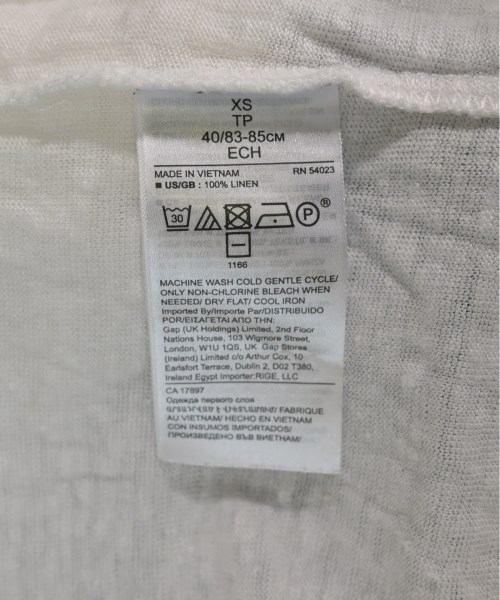 XS
TP
40/83-85СМ
ECH
MADE IN VIETNAM RN 54023
■ US/GB : 100% LINEN
30 P ®
1166
MACHINE WASH COLD GENTLE CYCLE/
ONLY NON-CHLORINE BLEACH WHEN
NEEDED/ DRY FLAT/ COOL IRON
Imported By/Importe Par/DISTRIBUIDO
POR/ΕΙΣΑΓΕΤΑΙ ΑΠΟ ΤΗΝ:
Gap (UK Holdings) Limited, 2nd Floor
Nations House, 103 Wigmore Street,
London, W1U 1QS, UK Gap Stores
(Ireland) Limited c/o Arthur Cox, 10
Earlsfort Terrace, Dublin 2, D02 T380,
Ireland Egypt Importer:RIGE, LLC
CA 17897
Одежда первого слоя
ԱՐՏԱԴՐՎԱԾ Է ՎԻԵՏՆԱՄՈՒՄ/ FABRIQUE
AU VIETNAM/ HECHO EN VIETNAM
CON INSUMOS IMPORTADOS/
ПРОИЗВЕДЕНО ВЪВ ВИЕТНАМ/